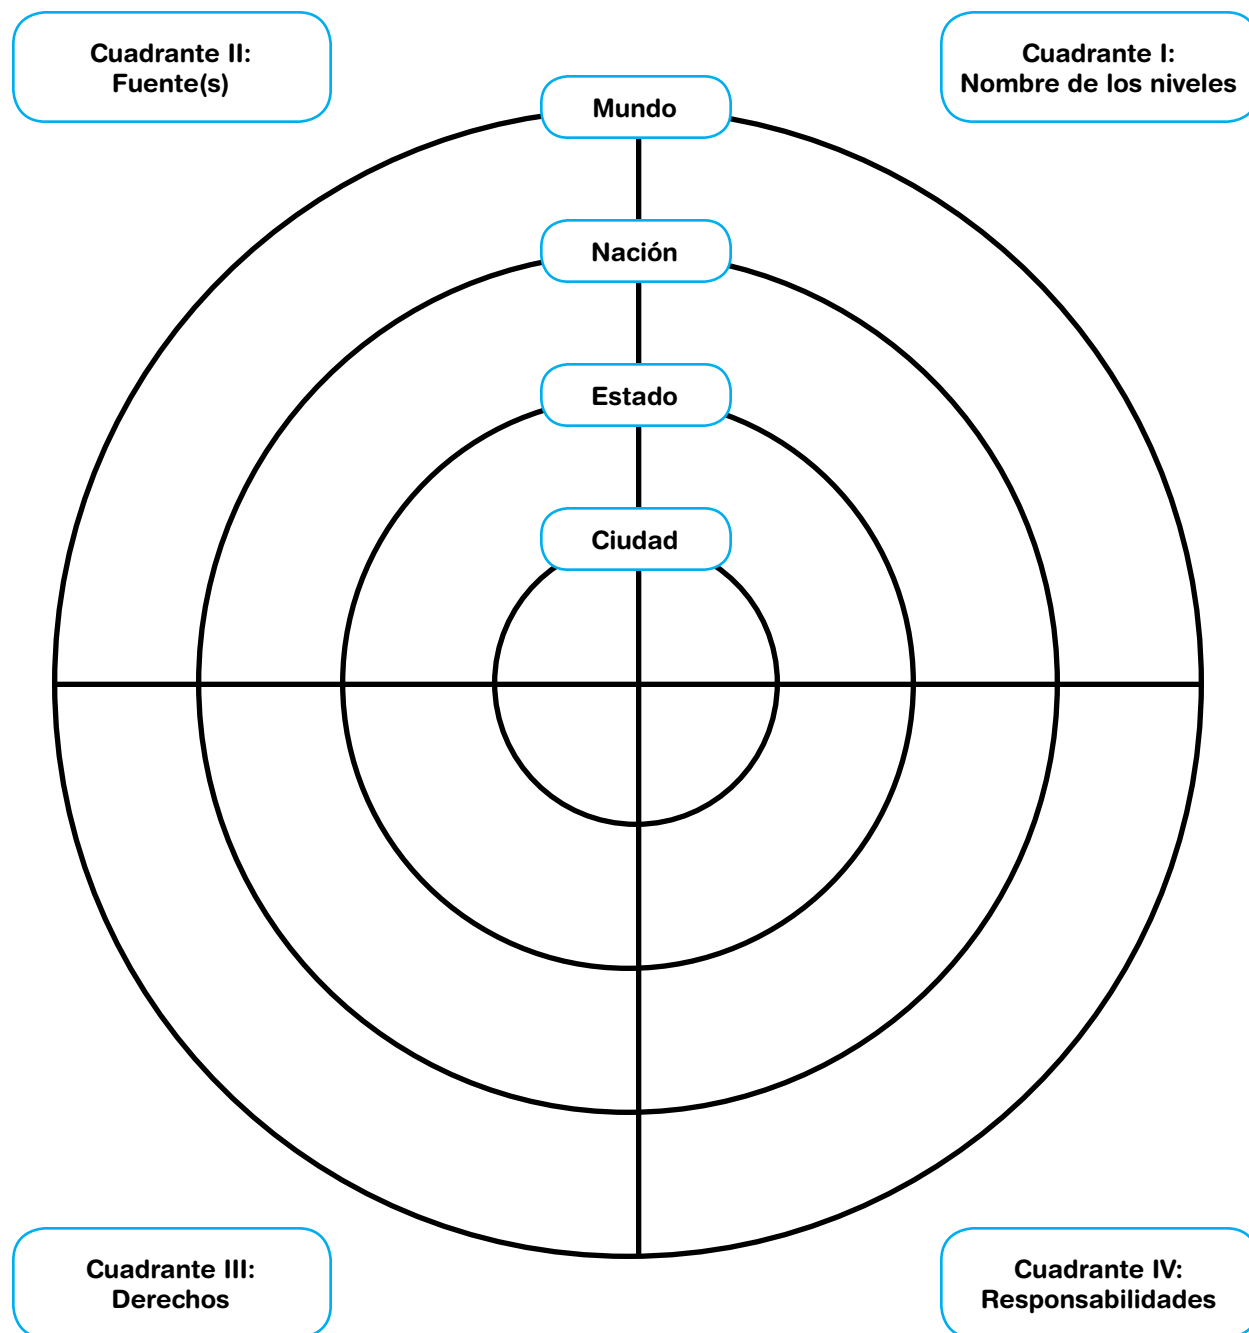 Cuadrante II:
Fuente(s)
Cuadrante I:
Nombre de los niveles
Mundo
Nación
Estado
Ciudad
Cuadrante III:
Derechos
Cuadrante IV:
Responsabilidades